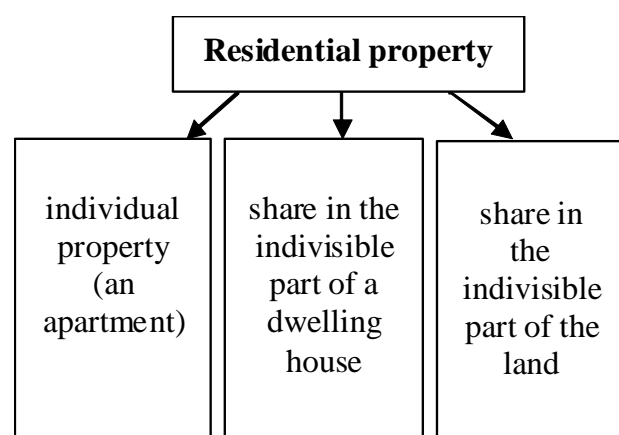 Residential property
individual
property
(an
apartment)
share in the
indivisible
part of a
dwelling
house
share in
the
indivisible
part of the
land